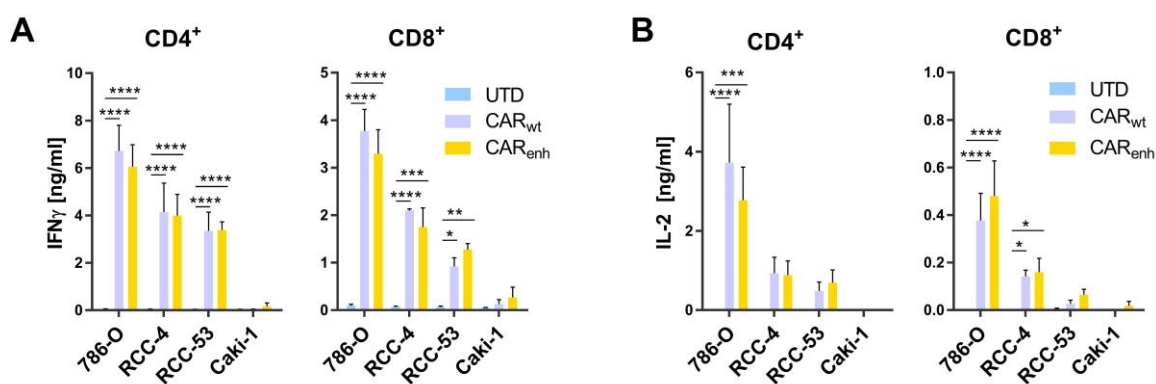 A
CD4+
IFNγ [ng/ml]
10
8
6
4
2
0
****
****
****
****
****
****
786-O
RCC-4
RCC-53
Caki-1
CD8+
5
4
3
2
1
0
****
****
***
****
**
*
786-O
RCC-4
RCC-53
Caki-1
UTD
CARwt
CARenh
B
CD4+
IL-2 [ng/ml]
6
4
2
0
***
****
786-O
RCC-4
RCC-53
Caki-1
CD8+
1.0
0.8
0.6
0.4
0.2
0.0
****
****
*
*
786-O
RCC-4
RCC-53
Caki-1
UTD
CARwt
CARenh